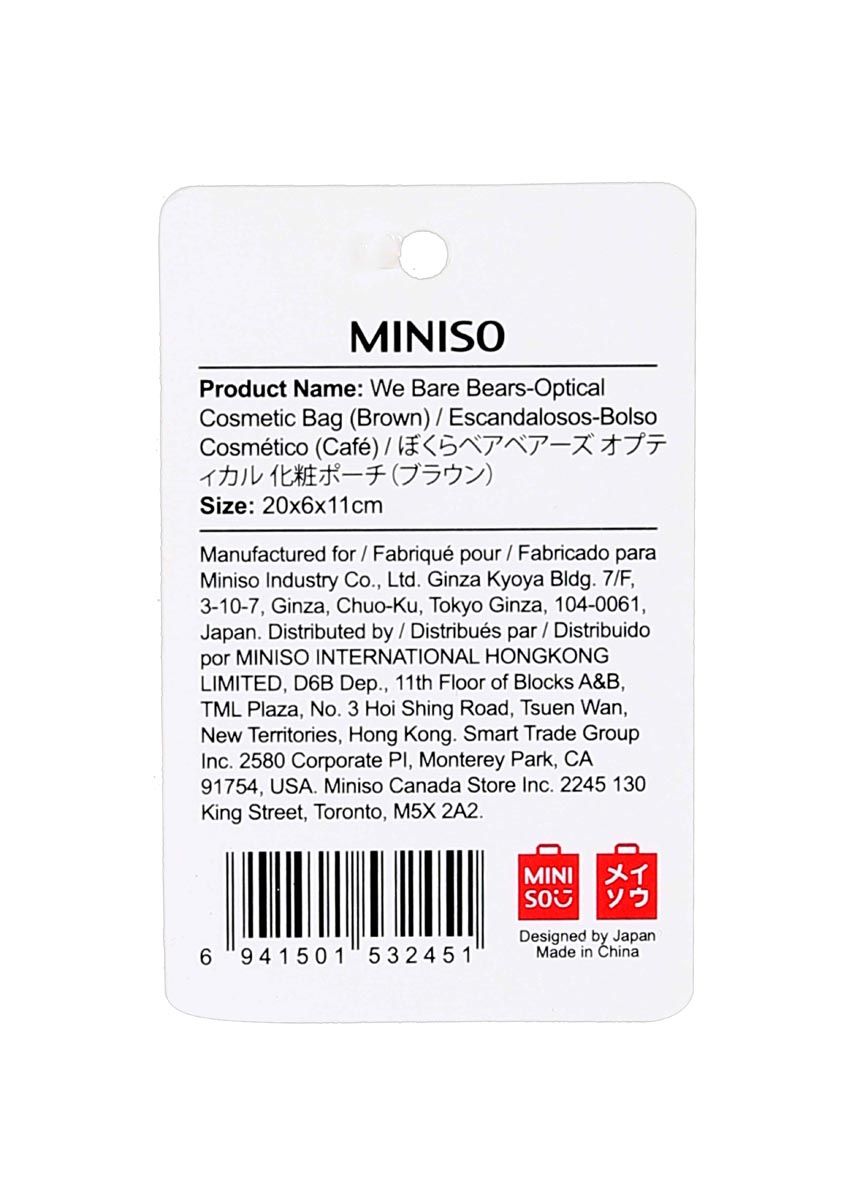 MINISO
Product Name: We Bare Bears-Optical
Cosmetic Bag (Brown) / Escandalosos-Bolso
Cosmético (Café) / ぼくらベアベアーズ オプテ
ィカル 化粧ポーチ（ブラウン）
Size: 20x6x11cm
Manufactured for / Fabriqué pour / Fabricado para
Miniso Industry Co., Ltd. Ginza Kyoya Bldg. 7/F,
3-10-7, Ginza, Chuo-Ku, Tokyo Ginza, 104-0061,
Japan. Distributed by / Distribués par / Distribuido
por MINISO INTERNATIONAL HONGKONG
LIMITED, D6B Dep., 11th Floor of Blocks A&B,
TML Plaza, No. 3 Hoi Shing Road, Tsuen Wan,
New Territories, Hong Kong. Smart Trade Group
Inc. 2580 Corporate Pl, Monterey Park, CA
91754, USA. Miniso Canada Store Inc. 2245 130
King Street, Toronto, M5X 2A2.
6 941501 532451
MINI
SO
メイ
ソウ
Designed by Japan
Made in China